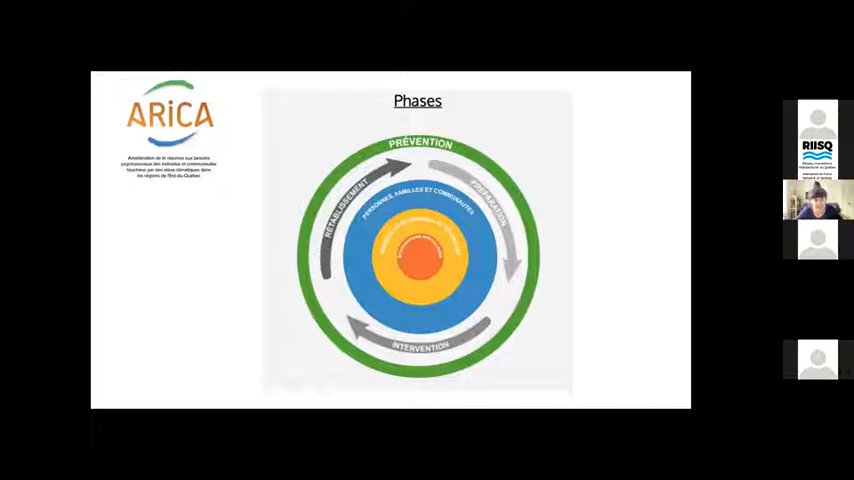 ARiCA
Amélioration de la réponse aux besoins
psychosociaux des individus et communautés
touchées par des aléas climatiques dans
les régions de l'Est-du-Québec
Phases
PRÉVENTION
PRÉPARATION
RÉTABLISSEMENT
PERSONNES, FAMILLES ET COMMUNAUTÉS
INTERVENTION
RIISQ